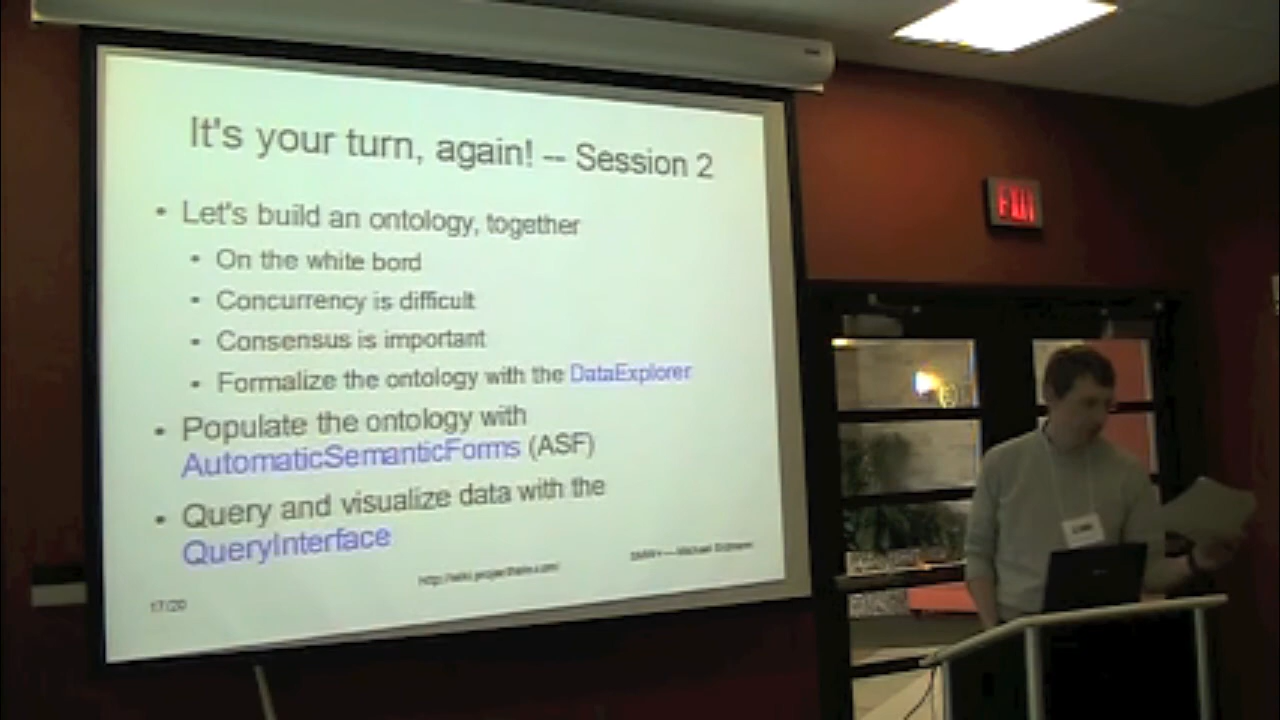 It's your turn, again! -- Session 2
• Let's build an ontology, together
• On the white bord
• Concurrency is difficult
• Consensus is important
• Formalize the ontology with the DataExplorer
• Populate the ontology with
AutomaticSemanticForms (ASF)
• Query and visualize data with the
QueryInterface
17/20
EXIT